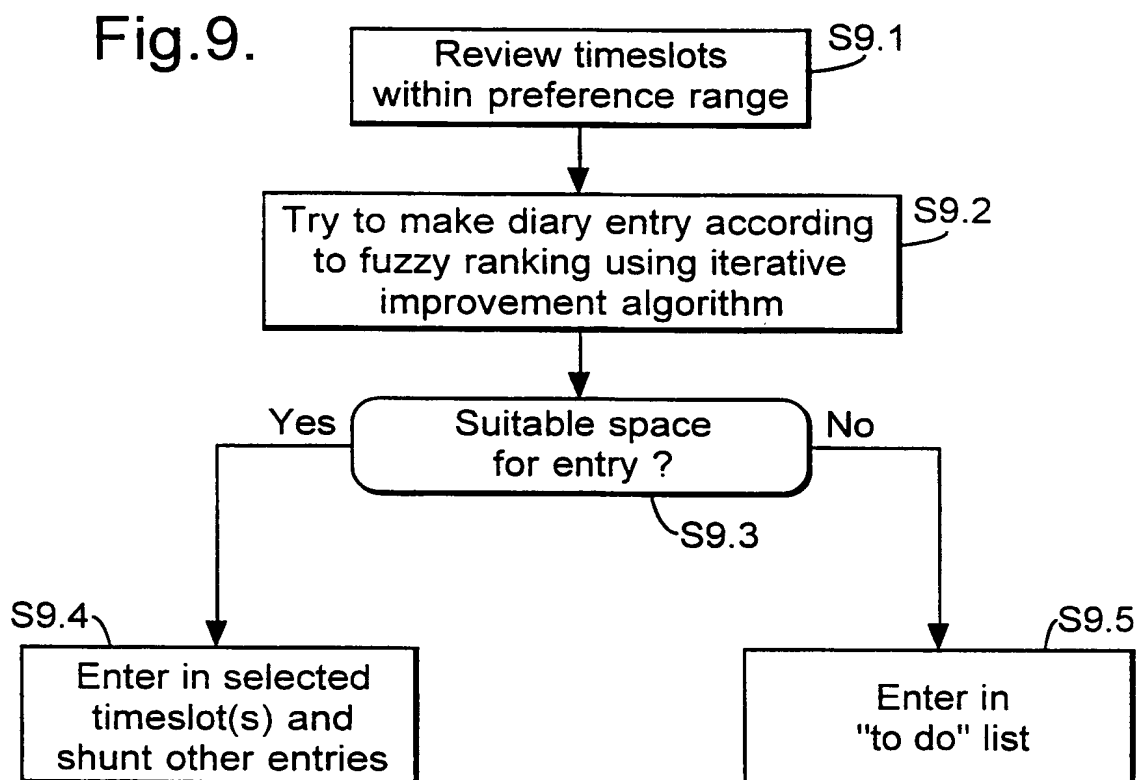 Fig.9.
S9.1
Review timeslots
within preference range
S9.2
Try to make diary entry according
to fuzzy ranking using iterative
improvement algorithm
Yes
Suitable space
for entry ?
No
S9.3
S9.4
Enter in selected
timeslot(s) and
shunt other entries
S9.5
Enter in
"to do" list